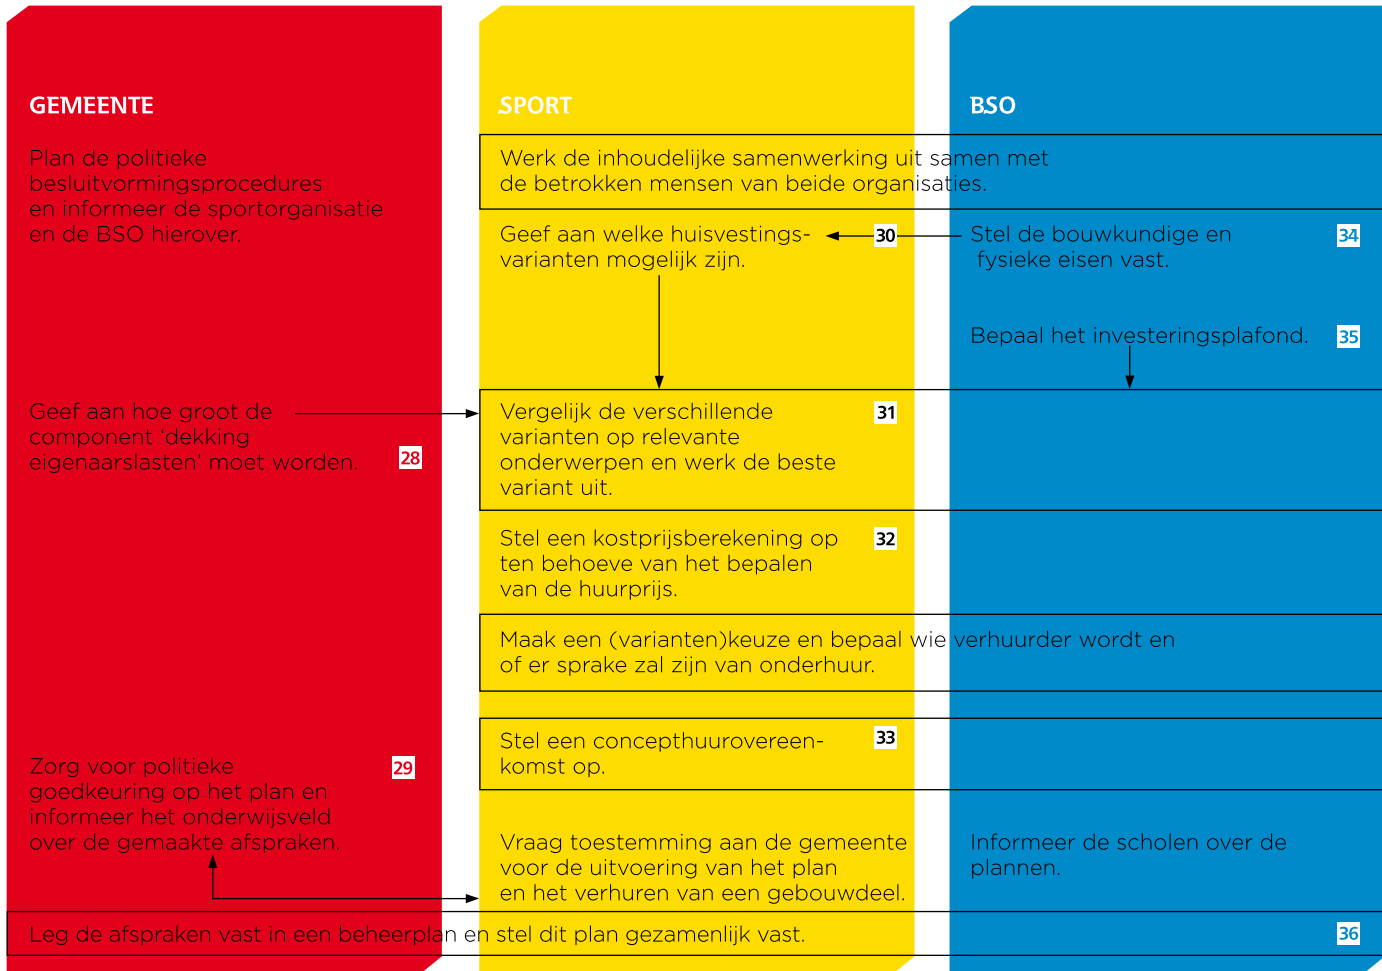 GEMEENTE
Plan de politieke
besluitvormingsprocedures
en informeer de sportorganisatie
en de BSO hierover.
Geef aan hoe groot de
component ‘dekking
eigenaarslasten’ moet worden.
28
Zorg voor politieke
29
goedkeuring op het plan en
informeer het onderwijsveld
over de gemaakte afspraken.
SPORT
Werk de inhoudelijke samenwerking uit samen met
de betrokken mensen van beide organisaties.
Geef aan welke huisvestings-
30
varianten mogelijk zijn.
Vergelijk de verschillende
31
varianten op relevante
onderwerpen en werk de beste
variant uit.
Stel een kostprijsberekening op
32
ten behoeve van het bepalen
van de huurprijs.
Maak een (varianten)keuze en bepaal wie verhuurder wordt en
of er sprake zal zijn van onderhuur.
Stel een concepthuurovereen-
33
komst op.
Vraag toestemming aan de gemeente
voor de uitvoering van het plan
en het verhuren van een gebouwdeel.
BSO
Stel de bouwkundige en
34
fysieke eisen vast.
Bepaal het investeringsplafond.
35
Informeer de scholen over de
plannen.
Leg de afspraken vast in een beheerplan en stel dit plan gezamenlijk vast.
36